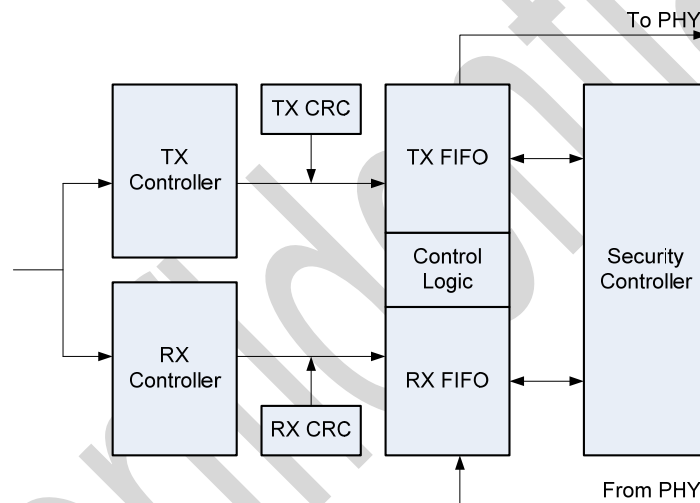 To PHY
TX CRC
TX
Controller
TX FIFO
Control
Logic
Security
Controller
RX
Controller
RX FIFO
RX CRC
From PHY